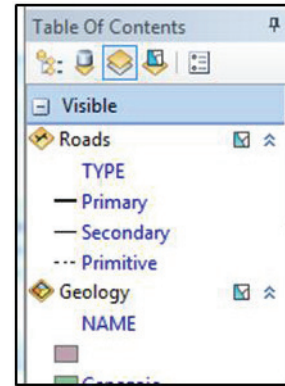 Table Of Contents
Visible
Roads
TYPE
Primary
Secondary
Primitive
Geology
NAME